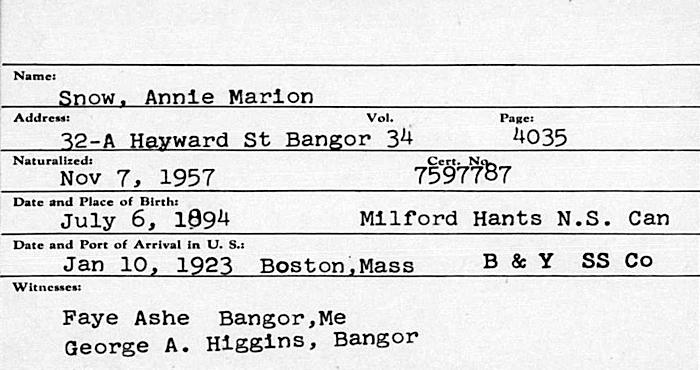 Name:
Snow, Annie Marion
Address: Vol. Page:
32-A Hayward St Bangor 34 4035
Naturalized: Cert. No.
Nov 7, 1957 7597787
Date and Place of Birth:
July 6, 1894 Milford Hants N.S. Can
Date and Port of Arrival in U. S.:
Jan 10, 1923 Boston,Mass B & Y SS Co
Witnesses:
Faye Ashe Bangor,Me
George A. Higgins, Bangor